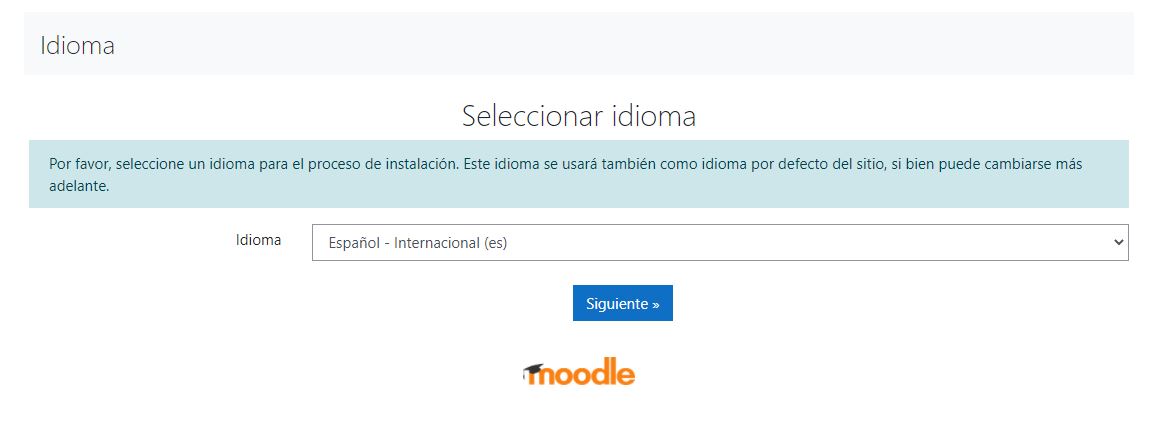 Idioma
Seleccionar idioma
Por favor, seleccione un idioma para el proceso de instalación. Este idioma se usará también como idioma por defecto del sitio, si bien puede cambiarse más
adelante.
Idioma
Español - Internacional (es)
Siguiente »
moodle